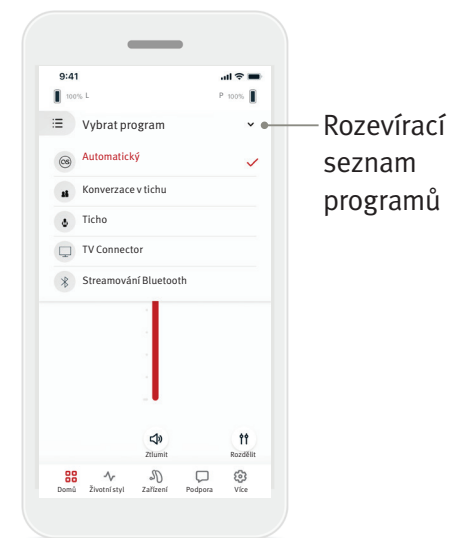 9:41
100% L
P 100%
Vybrat program
Automatický
Konverzace v tichu
Ticho
TV Connector
Streamování Bluetooth
Rozevírací
seznam
programů
Ztlumit
Rozdělit
Domů Životní styl Zařízení Podpora Více